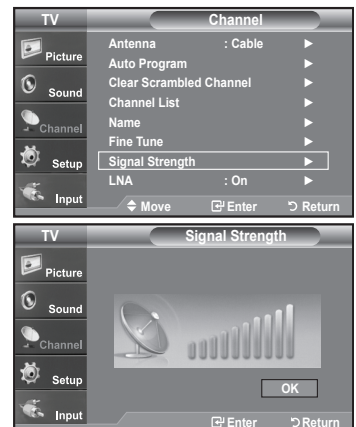 TV
Channel
Picture
Sound
Channel
Setup
Input
Antenna : Cable
Auto Program
Clear Scrambled Channel
Channel List
Name
Fine Tune
Signal Strength
LNA : On
Move Enter Return
TV
Signal Strength
Picture
Sound
Channel
Setup
Input
OK
Enter Return